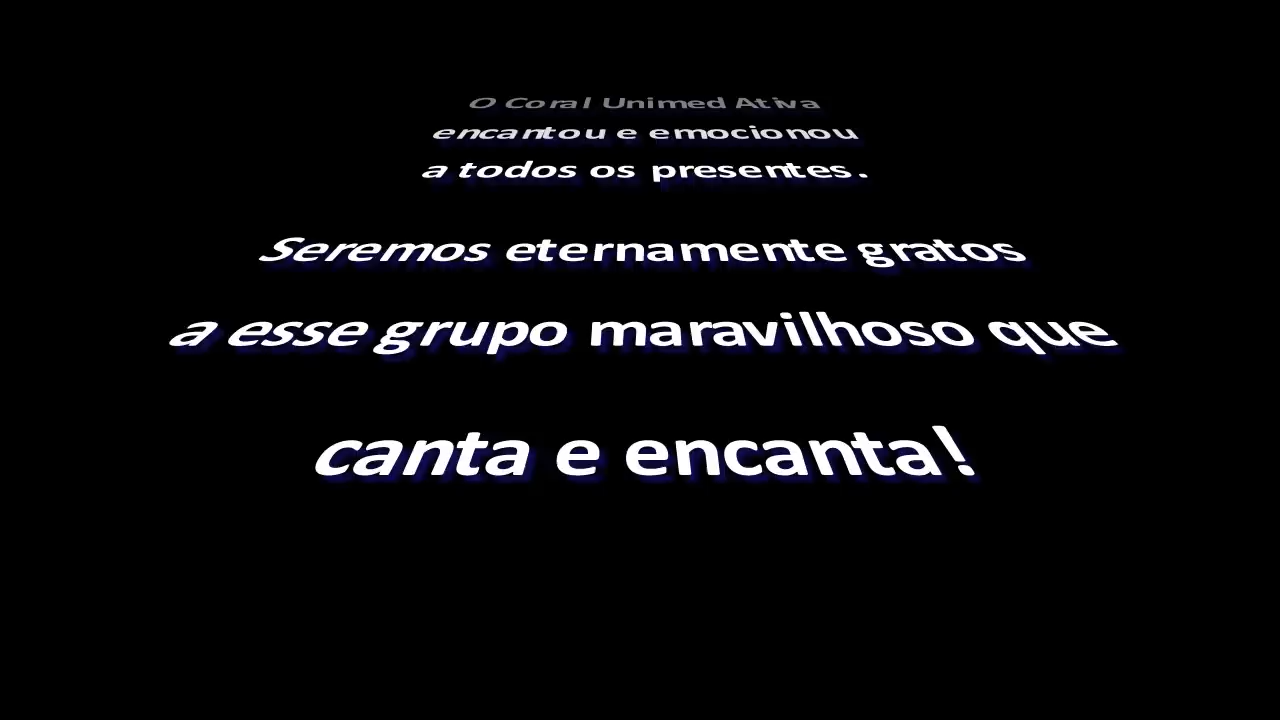 O Coral Unimed Ativa
encantou e emocionou
a todos os presentes.
Seremos eternamente gratos
a esse grupo maravilhoso que
canta e encanta!